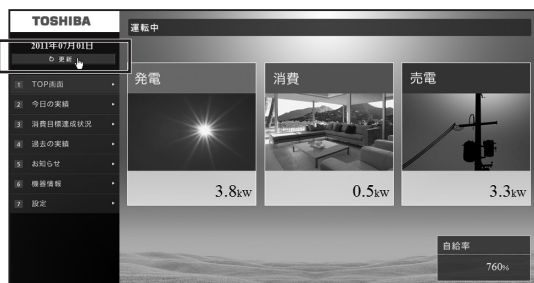 TOSHIBA
2011年07月01日
更新
1 TOP画面
2 今日の実績
3 消費目標達成状況
4 過去の実績
5 お知らせ
6 機器情報
7 設定
運転中
発電
3.8kw
消費
0.5kw
売電
3.3kw
自給率
760%